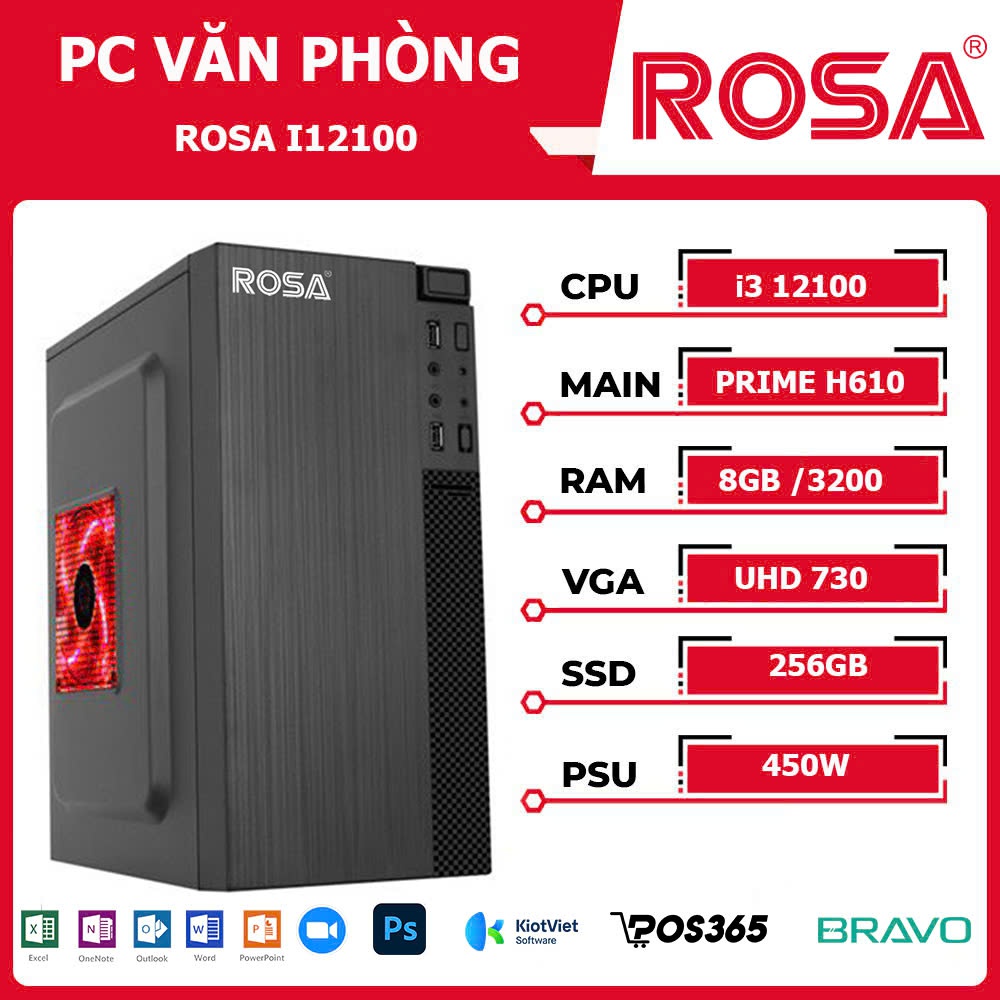 PC VĂN PHÒNG
ROSA I12100
ROSA®
ROSA®
CPU i3 12100
MAIN PRIME H610
RAM 8GB /3200
VGA UHD 730
SSD 256GB
PSU 450W
Excel
OneNote
Outlook
Word
PowerPoint
Ps
KiotViet
Software
POS365
BRAVO